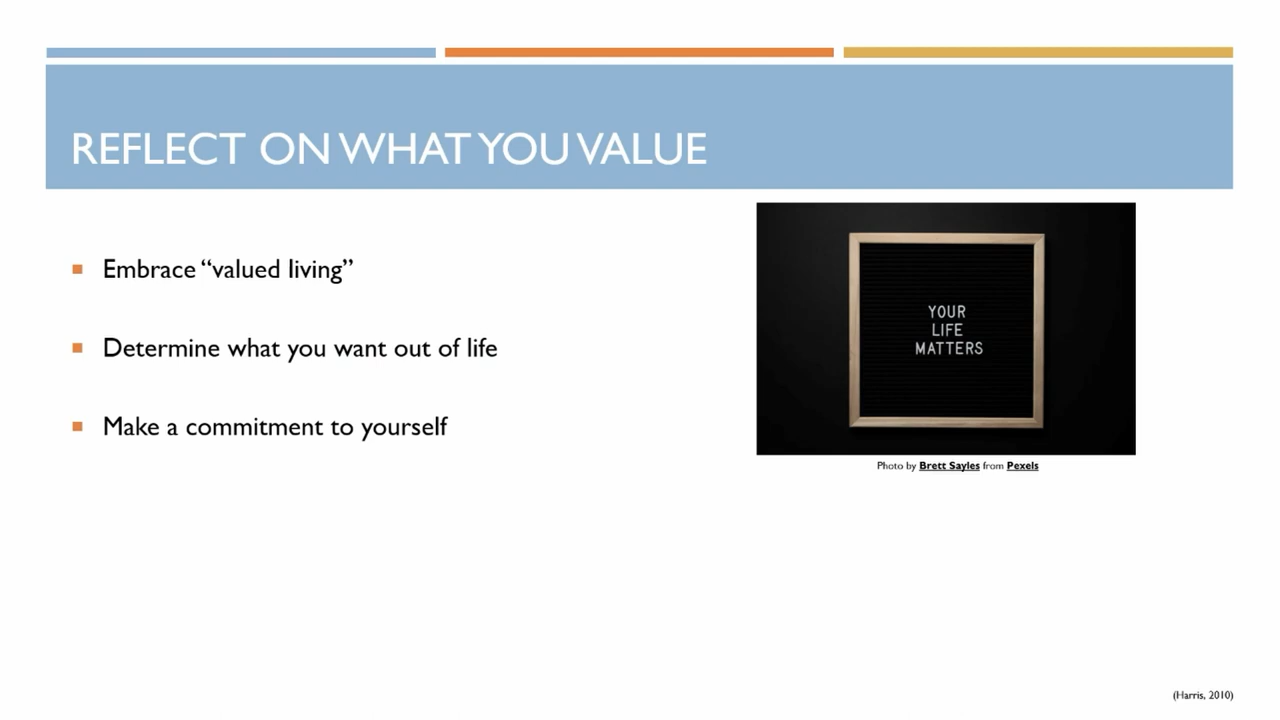 REFLECT ON WHAT YOU VALUE
Embrace “valued living”
Determine what you want out of life
Make a commitment to yourself
YOUR
LIFE
MATTERS
Photo by Brett Sayles from Pexels
(Harris, 2010)